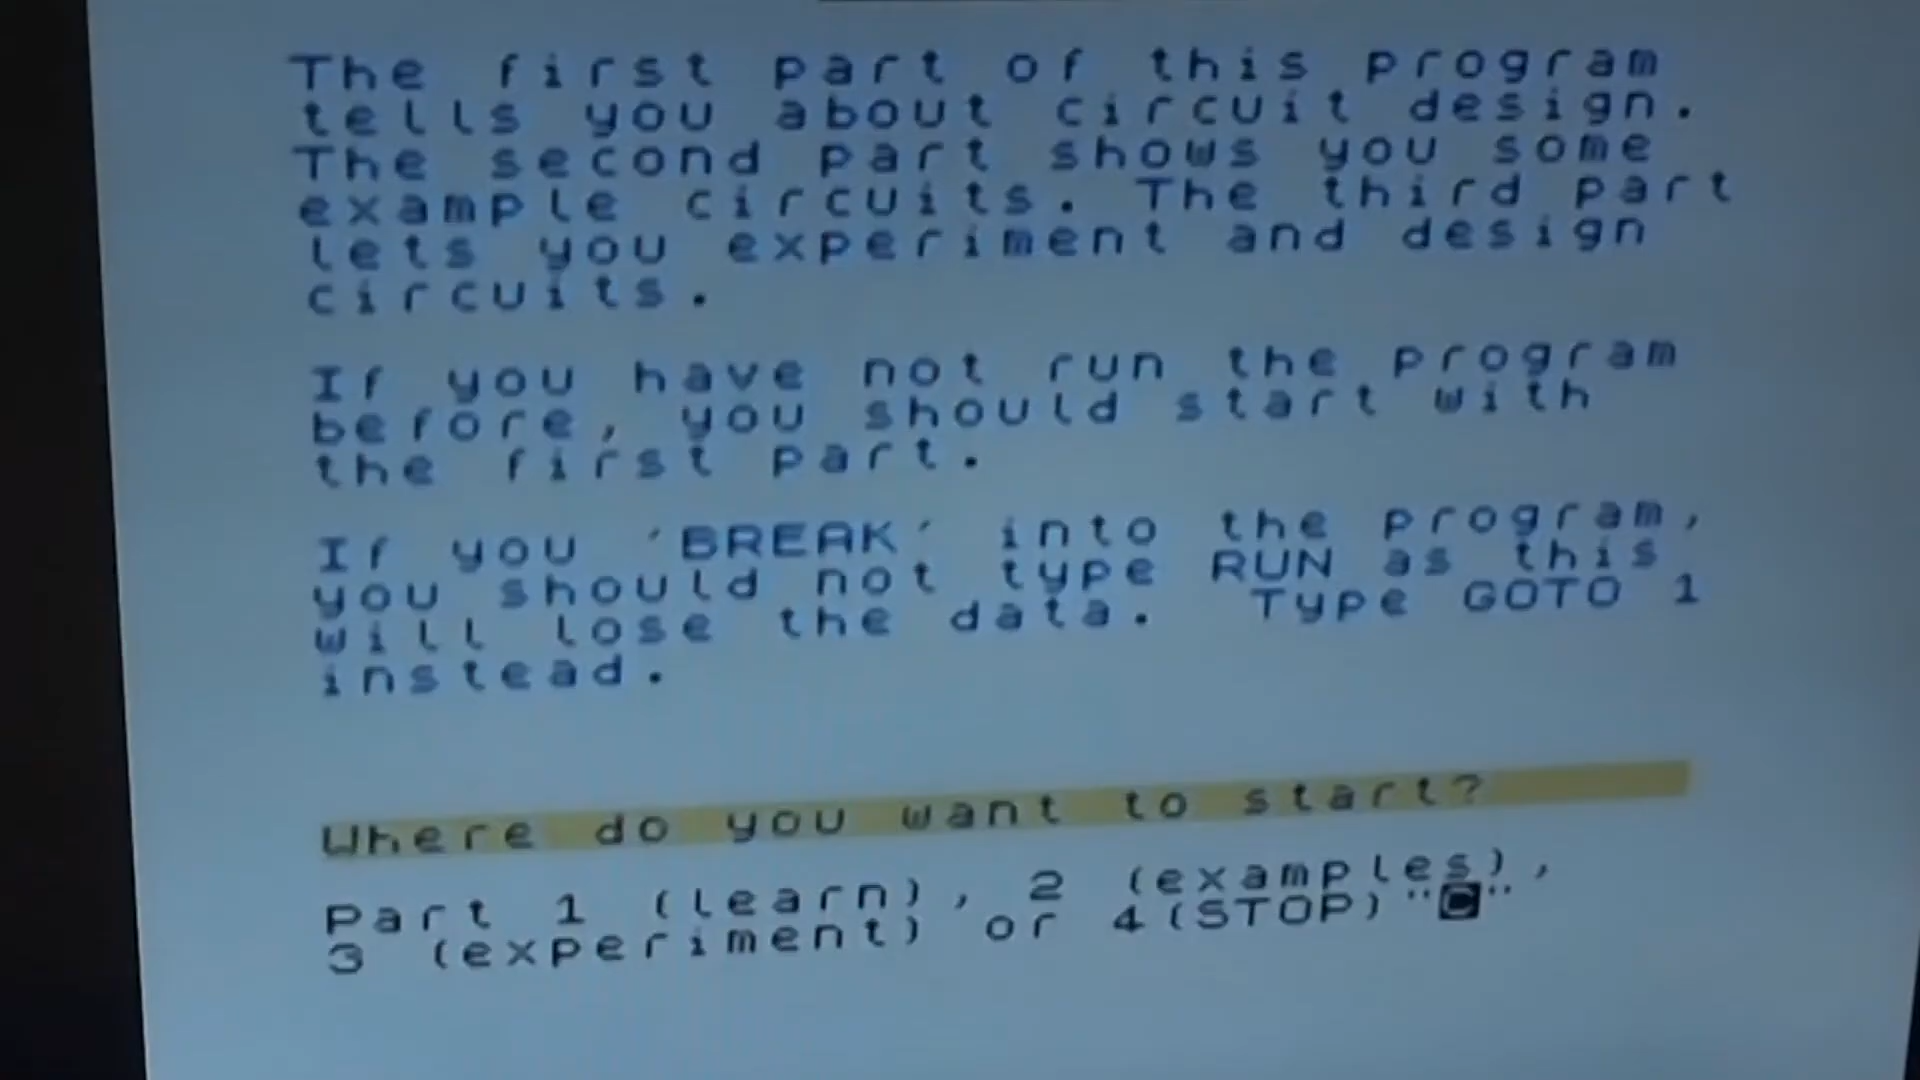 The first part of this program
tells you about circuit design.
The second part shows you some
example circuits. The third part
lets you experiment and design
circuits.
If you have not run the program
before, you should start with
the first part.
If you 'BREAK' into the program,
you should not type RUN as this
will lose the data. Type GOTO 1
instead.
Where do you want to start?
Part 1 (learn), 2 (examples),
3 (experiment) or 4(STOP)"C"